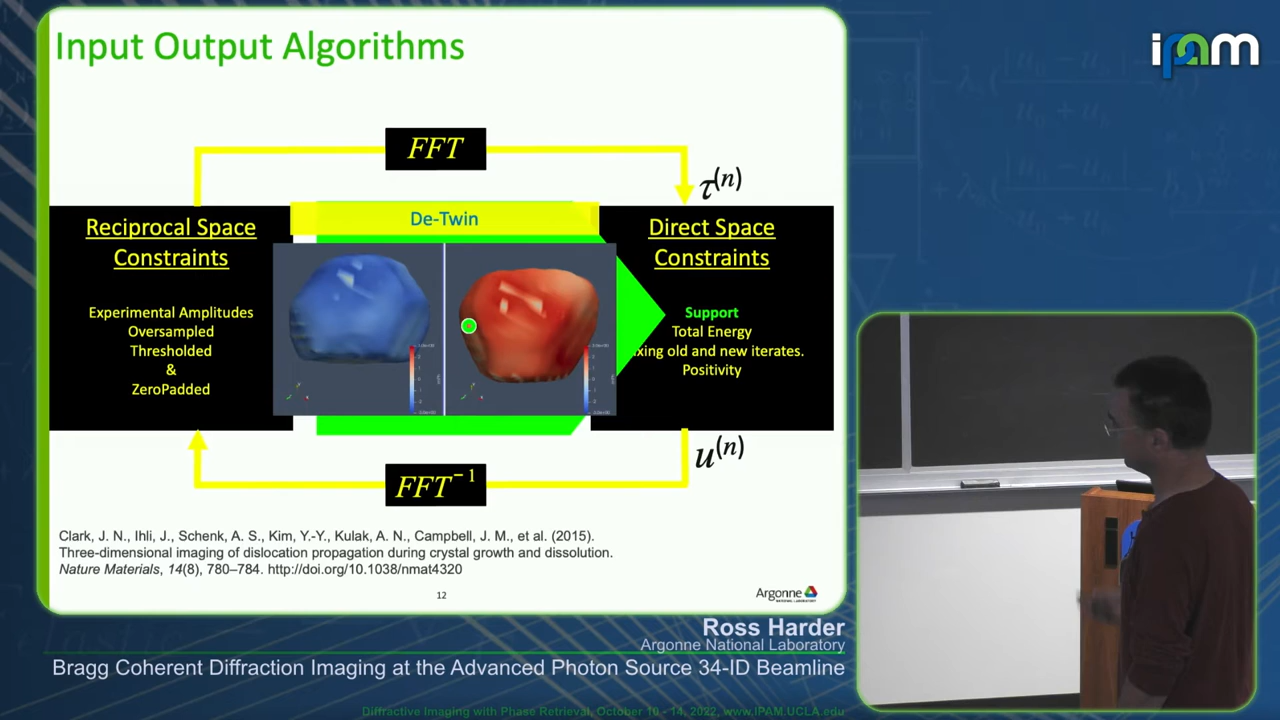 Input Output Algorithms
ipam
FFT
τ(n)
De-Twin
Reciprocal Space
Constraints
Experimental Amplitudes
Oversampled
Thresholded
&
ZeroPadded
Direct Space
Constraints
Support
Total Energy
xing old and new iterates.
Positivity
u(n)
FFT-1
Clark, J. N., Ihli, J., Schenk, A. S., Kim, Y.-Y., Kulak, A. N., Campbell, J. M., et al. (2015).
Three-dimensional imaging of dislocation propagation during crystal growth and dissolution.
Nature Materials, 14(8), 780–784. http://doi.org/10.1038/nmat4320
12
Argonne
NATIONAL LABORATORY
Ross Harder
Argonne National Laboratory
Bragg Coherent Diffraction Imaging at the Advanced Photon Source 34-ID Beamline
Diffractive Imaging with Phase Retrieval, October 10 - 14, 2022, www.IPAM.UCLA.edu